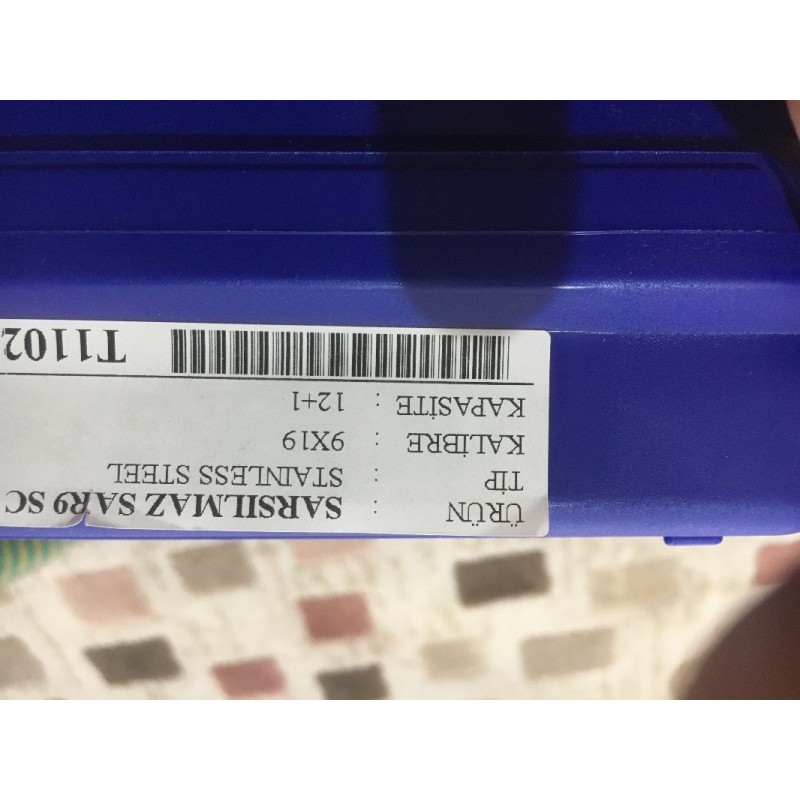 ÜRÜN : SARSILMAZ SAR9 SC
TİP : STAINLESS STEEL
KALİBRE : 9X19
KAPASİTE : 12+1
T1102